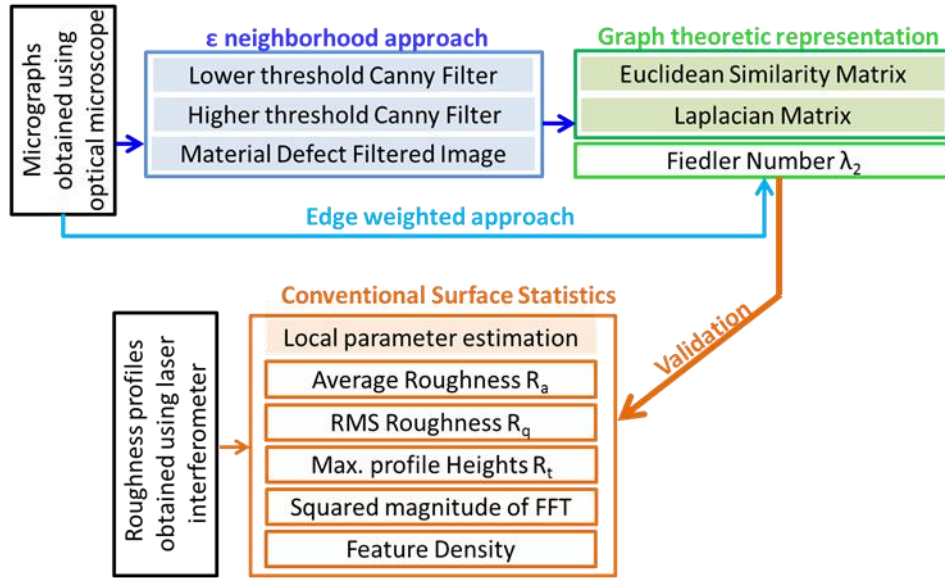 Micrographs
obtained using
optical microscope
ε neighborhood approach
Lower threshold Canny Filter
Higher threshold Canny Filter
Material Defect Filtered Image
Graph theoretic representation
Euclidean Similarity Matrix
Laplacian Matrix
Fiedler Number λ₂
Edge weighted approach
Validation
Roughness profiles
obtained using laser
interferometer
Conventional Surface Statistics
Local parameter estimation
Average Roughness Rₐ
RMS Roughness R_q
Max. profile Heights Rₜ
Squared magnitude of FFT
Feature Density